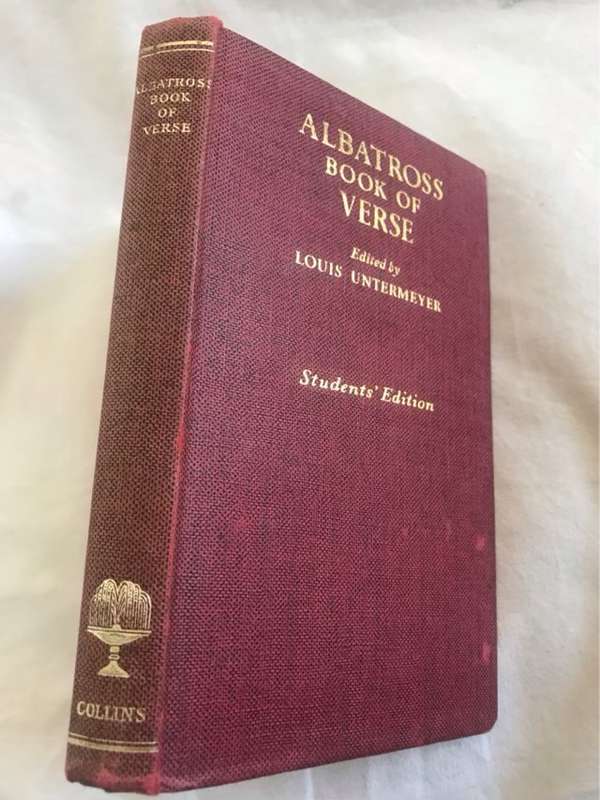 ALBATROSS
BOOK
OF
VERSE
COLLINS
ALBATROSS
BOOK OF
VERSE
Edited by
LOUIS UNTERMEYER
Students' Edition